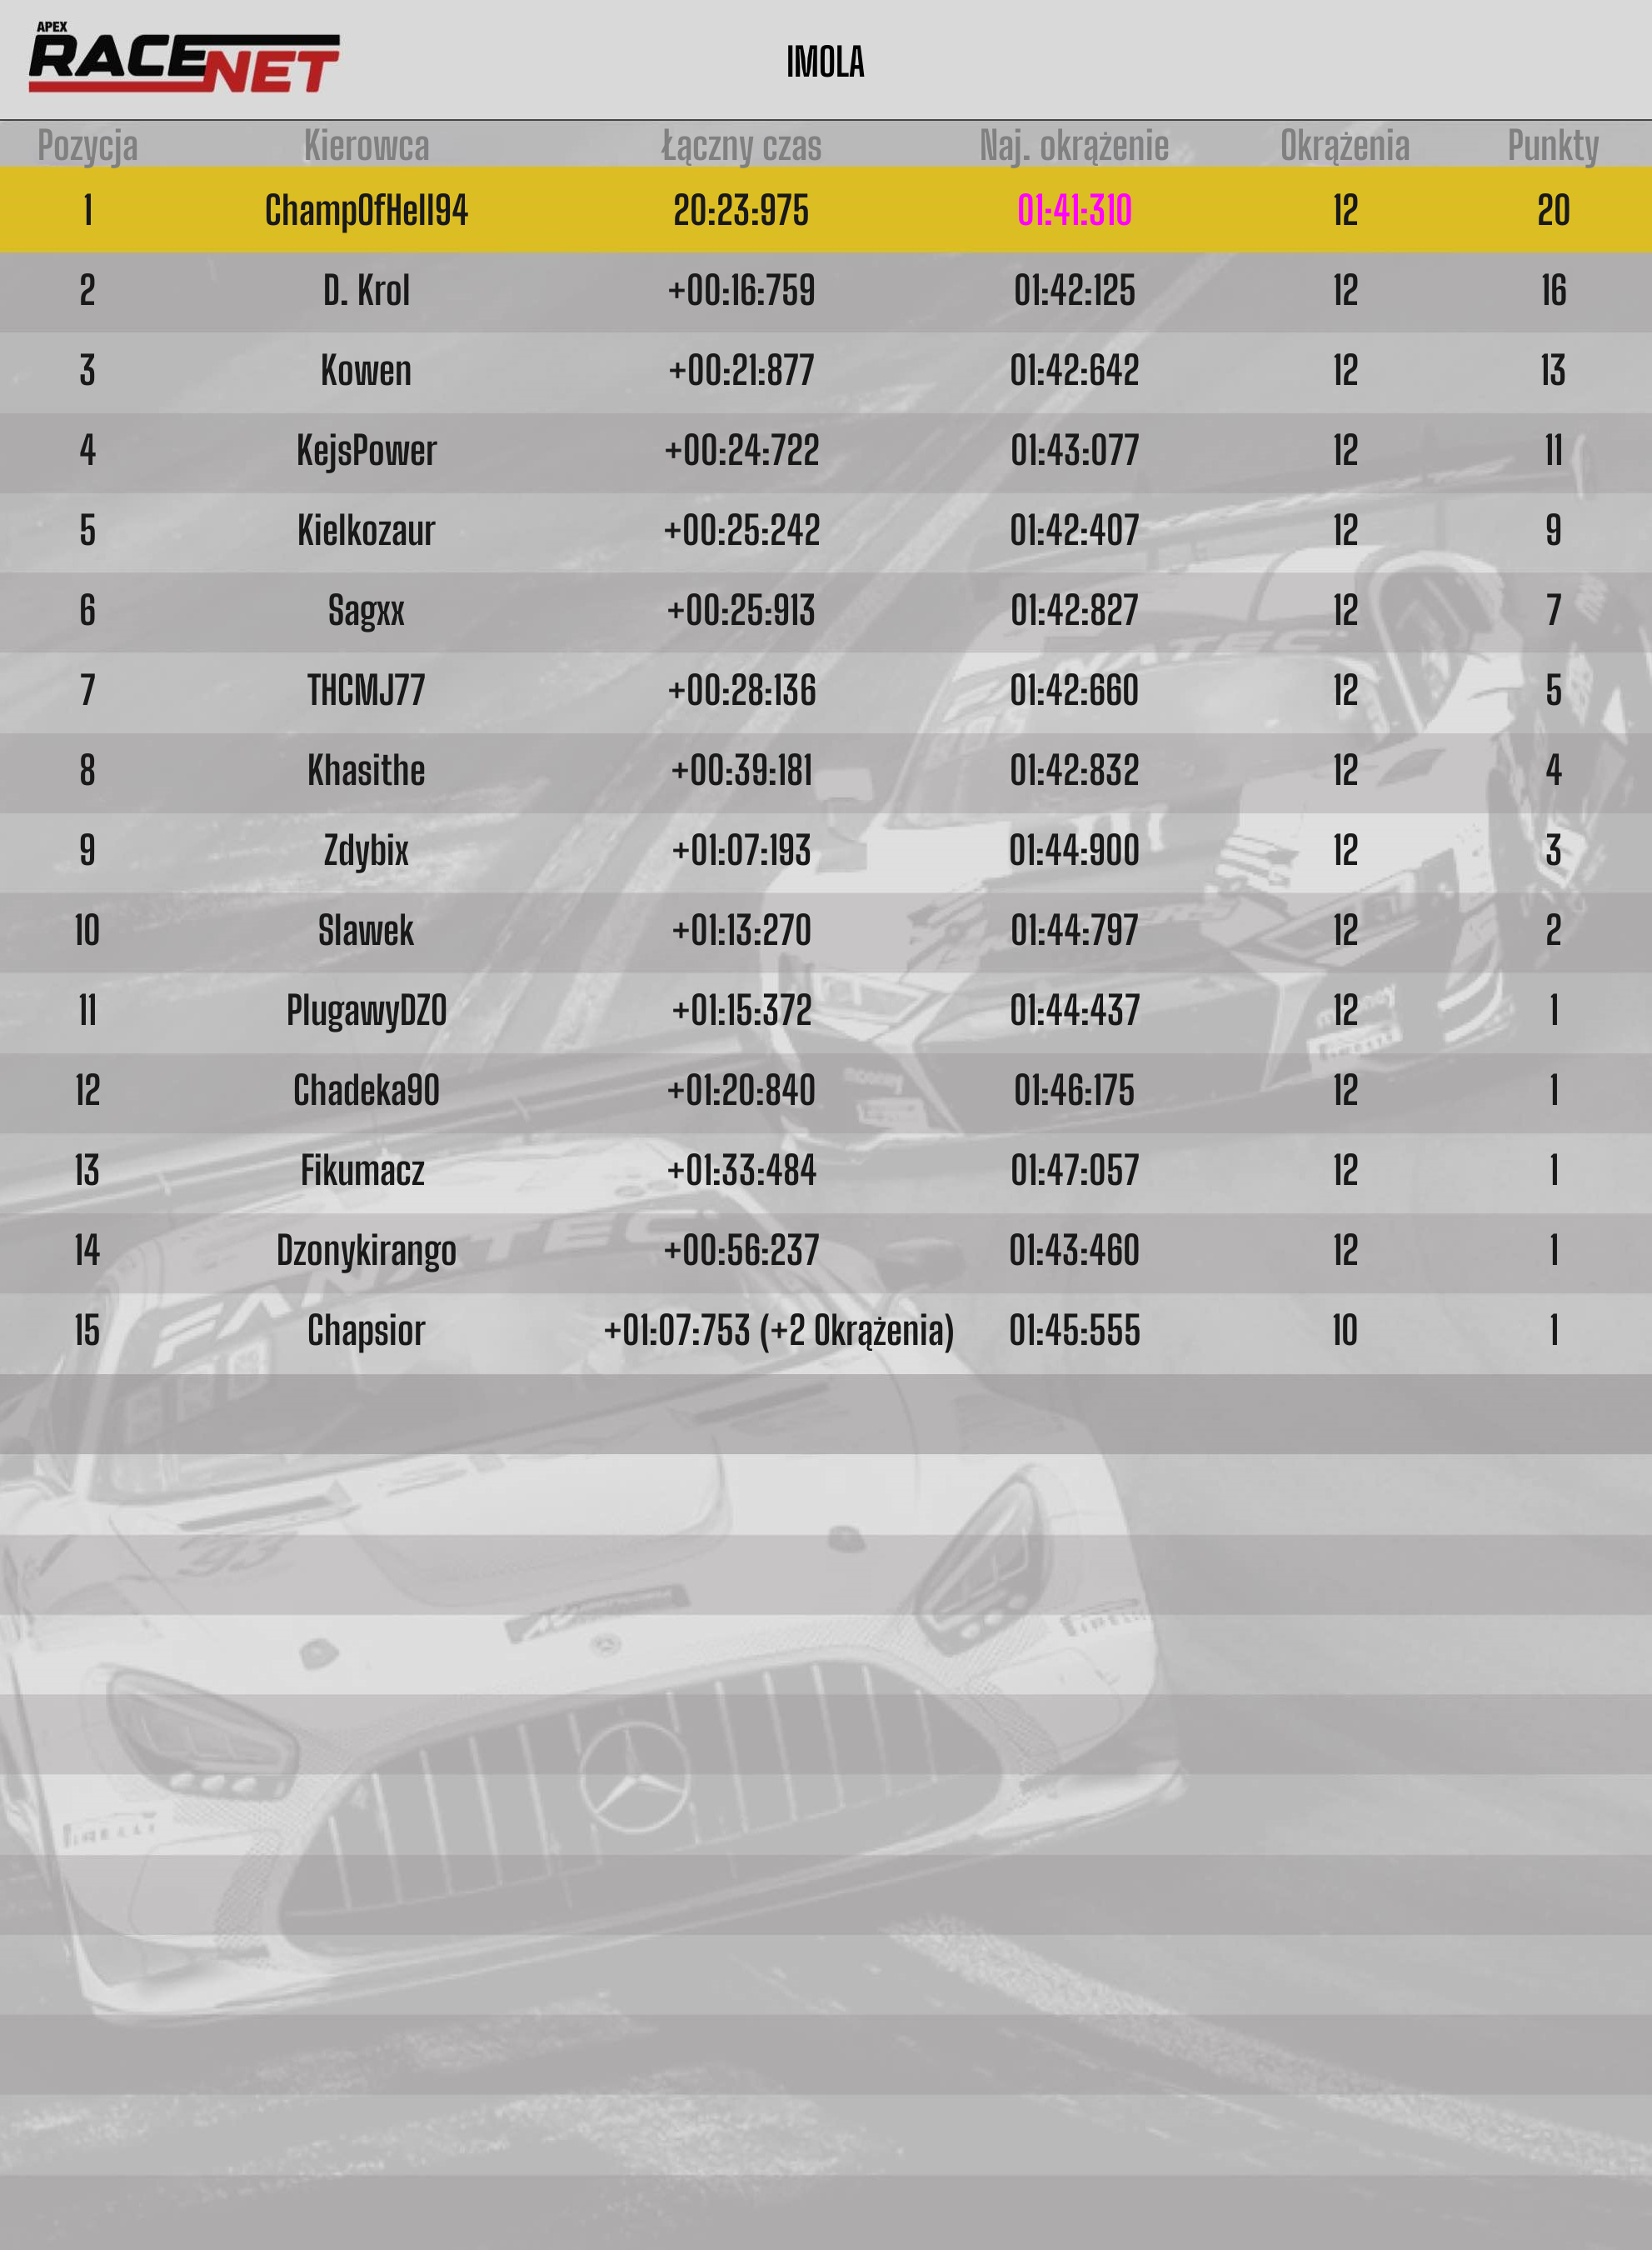 APEX
RACENET
IMOLA
Pozycja Kierowca Łączny czas Naj. okrążenie Okrążenia Punkty
1 ChampOfHell94 20:23:975 01:41:310 12 20
2 D. Krol +00:16:759 01:42:125 12 16
3 Kowen +00:21:877 01:42:642 12 13
4 KejsPower +00:24:722 01:43:077 12 11
5 Kielkozaur +00:25:242 01:42:407 12 9
6 Sagxx +00:25:913 01:42:827 12 7
7 THCMJ77 +00:28:136 01:42:660 12 5
8 Khasithe +00:39:181 01:42:832 12 4
9 Zdybix +01:07:193 01:44:900 12 3
10 Slawek +01:13:270 01:44:797 12 2
11 PlugawyDZO +01:15:372 01:44:437 12 1
12 Chadeka90 +01:20:840 01:46:175 12 1
13 Fikumacz +01:33:484 01:47:057 12 1
14 Dzonykirango +00:56:237 01:43:460 12 1
15 Chapsior +01:07:753 (+2 Okrążenia) 01:45:555 10 1
FANATEC
FANATEC
PIRELLI